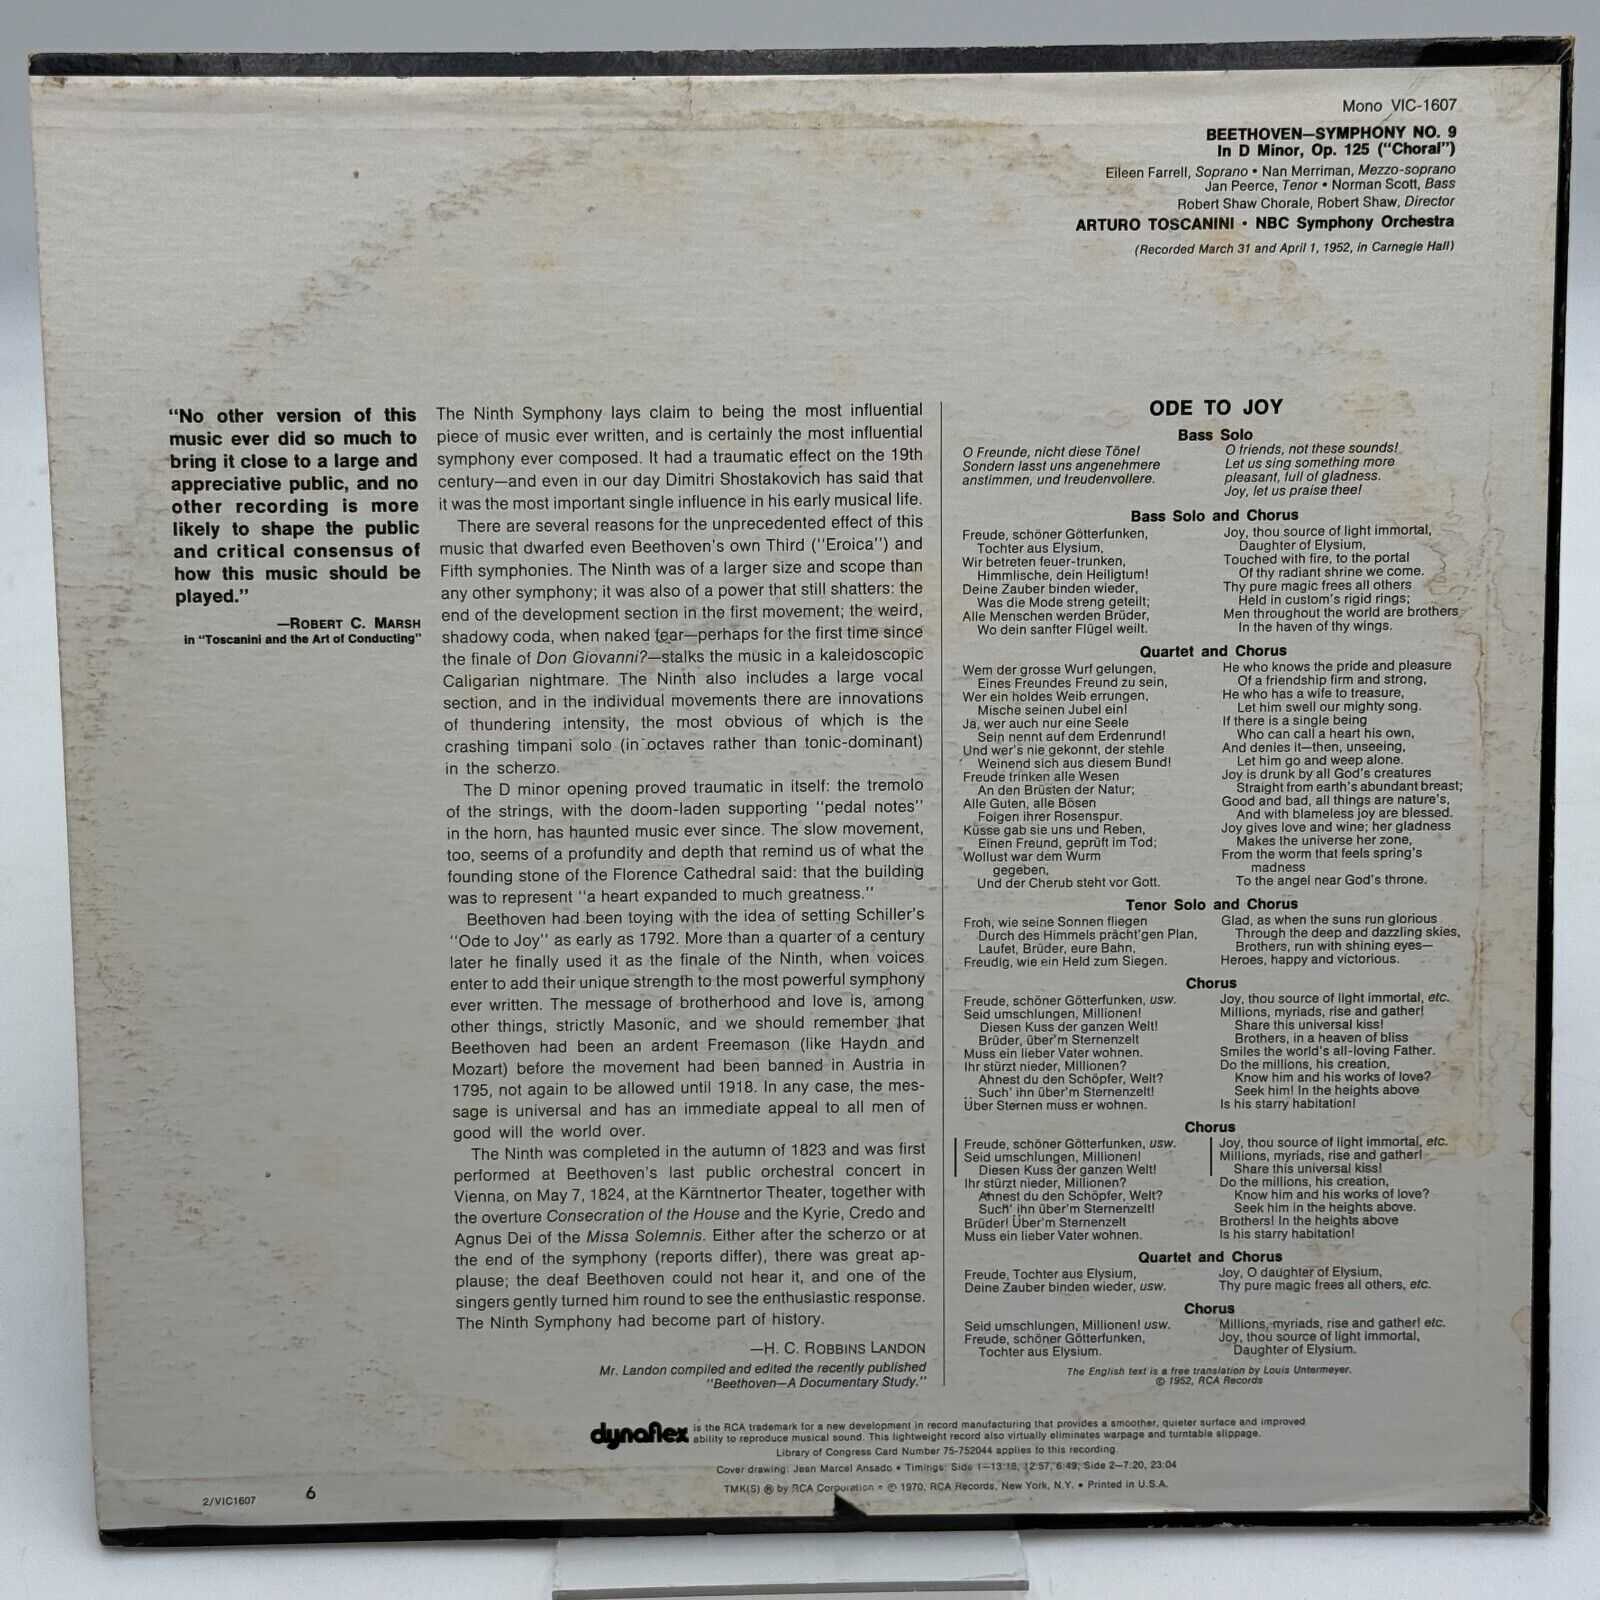 Mono VIC-1607
BEETHOVEN—SYMPHONY NO. 9
In D Minor, Op. 125 ("Choral")
Eileen Farrell, Soprano • Nan Merriman, Mezzo-soprano
Jan Peerce, Tenor • Norman Scott, Bass
Robert Shaw Chorale, Robert Shaw, Director
ARTURO TOSCANINI • NBC Symphony Orchestra
(Recorded March 31 and April 1, 1952, in Carnegie Hall)
"No other version of this
music ever did so much to
bring it close to a large and
appreciative public, and no
other recording is more
likely to shape the public
and critical consensus of
how this music should be
played."
—ROBERT C. MARSH
in "Toscanini and the Art of Conducting"
The Ninth Symphony lays claim to being the most influential
piece of music ever written, and is certainly the most influential
symphony ever composed. It had a traumatic effect on the 19th
century—and even in our day Dimitri Shostakovich has said that
it was the most important single influence in his early musical life.
There are several reasons for the unprecedented effect of this
music that dwarfed even Beethoven's own Third ("Eroica") and
Fifth symphonies. The Ninth was of a larger size and scope than
any other symphony; it was also of a power that still shatters: the
end of the development section in the first movement; the weird,
shadowy coda, when naked fear—perhaps for the first time since
the finale of Don Giovanni?—stalks the music in a kaleidoscopic
Caligarian nightmare. The Ninth also includes a large vocal
section, and in the individual movements there are innovations
of thundering intensity, the most obvious of which is the
crashing timpani solo (in octaves rather than tonic-dominant)
in the scherzo.
The D minor opening proved traumatic in itself: the tremolo
of the strings, with the doom-laden supporting "pedal notes"
in the horn, has haunted music ever since. The slow movement,
too, seems of a profundity and depth that remind us of what the
founding stone of the Florence Cathedral said: that the building
was to represent "a heart expanded to much greatness."
Beethoven had been toying with the idea of setting Schiller's
"Ode to Joy" as early as 1792. More than a quarter of a century
later he finally used it as the finale of the Ninth, when voices
enter to add their unique strength to the most powerful symphony
ever written. The message of brotherhood and love is, among
other things, strictly Masonic, and we should remember that
Beethoven had been an ardent Freemason (like Haydn and
Mozart) before the movement had been banned in Austria in
1795, not again to be allowed until 1918. In any case, the mes-
sage is universal and has an immediate appeal to all men of
good will the world over.
The Ninth was completed in the autumn of 1823 and was first
performed at Beethoven's last public orchestral concert in
Vienna, on May 7, 1824, at the Kärntnertor Theater, together with
the overture Consecration of the House and the Kyrie, Credo and
Agnus Dei of the Missa Solemnis. Either after the scherzo or at
the end of the symphony (reports differ), there was great ap-
plause; the deaf Beethoven could not hear it, and one of the
singers gently turned him round to see the enthusiastic response.
The Ninth Symphony had become part of history.
—H. C. ROBBINS LANDON
Mr. Landon compiled and edited the recently published
"Beethoven—A Documentary Study."
ODE TO JOY
Bass Solo
O Freunde, nicht diese Töne!
Sondern lasst uns angenehmere
anstimmen, und freudenvollere.
O friends, not these sounds!
Let us sing something more
pleasant, full of gladness.
Joy, let us praise thee!
Bass Solo and Chorus
Freude, schöner Götterfunken,
Tochter aus Elysium,
Wir betreten feuer-trunken,
Himmlische, dein Heiligtum!
Deine Zauber binden wieder,
Was die Mode streng geteilt;
Alle Menschen werden Brüder,
Wo dein sanfter Flügel weilt.
Joy, thou source of light immortal,
Daughter of Elysium,
Touched with fire, to the portal
Of thy radiant shrine we come.
Thy pure magic frees all others
Held in custom's rigid rings;
Men throughout the world are brothers
In the haven of thy wings.
Quartet and Chorus
Wem der grosse Wurf gelungen,
Eines Freundes Freund zu sein,
Wer ein holdes Weib errungen,
Mische seinen Jubel ein!
Ja, wer auch nur eine Seele
Sein nennt auf dem Erdenrund!
Und wer's nie gekonnt, der stehle
Weinend sich aus diesem Bund!
Freude trinken alle Wesen
An den Brüsten der Natur;
Alle Guten, alle Bösen
Folgen ihrer Rosenspur.
Küsse gab sie uns und Reben,
Einen Freund, geprüft im Tod;
Wollust war dem Wurm
gegeben,
Und der Cherub steht vor Gott.
He who knows the pride and pleasure
Of a friendship firm and strong,
He who has a wife to treasure,
Let him swell our mighty song.
If there is a single being
Who can call a heart his own,
And denies it—then, unseeing,
Let him go and weep alone.
Joy is drunk by all God's creatures
Straight from earth's abundant breast;
Good and bad, all things are nature's,
And with blameless joy are blessed.
Joy gives love and wine; her gladness
Makes the universe her zone,
From the worm that feels spring's
madness
To the angel near God's throne.
Tenor Solo and Chorus
Froh, wie seine Sonnen fliegen
Durch des Himmels prächt'gen Plan,
Laufet, Brüder, eure Bahn,
Freudig, wie ein Held zum Siegen.
Glad, as when the suns run glorious
Through the deep and dazzling skies,
Brothers, run with shining eyes—
Heroes, happy and victorious.
Chorus
Freude, schöner Götterfunken, usw.
Seid umschlungen, Millionen!
Diesen Kuss der ganzen Welt!
Brüder, über'm Sternenzelt
Muss ein lieber Vater wohnen.
Ihr stürzt nieder, Millionen?
Ahnest du den Schöpfer, Welt?
Such' ihn über'm Sternenzelt!
Über Sternen muss er wohnen.
Joy, thou source of light immortal, etc.
Millions, myriads, rise and gather!
Share this universal kiss!
Brothers, in a heaven of bliss
Smiles the world's all-loving Father.
Do the millions, his creation,
Know him and his works of love?
Seek him! In the heights above
Is his starry habitation!
Chorus
Freude, schöner Götterfunken, usw.
Seid umschlungen, Millionen!
Diesen Kuss der ganzen Welt!
Ihr stürzt nieder, Millionen?
Ahnest du den Schöpfer, Welt?
Such' ihn über'm Sternenzelt!
Brüder! Über'm Sternenzelt
Muss ein lieber Vater wohnen.
Joy, thou source of light immortal, etc.
Millions, myriads, rise and gather!
Share this universal kiss!
Do the millions, his creation,
Know him and his works of love?
Seek him in the heights above.
Brothers! In the heights above
Is his starry habitation!
Quartet and Chorus
Freude, Tochter aus Elysium,
Deine Zauber binden wieder, usw.
Joy, O daughter of Elysium,
Thy pure magic frees all others, etc.
Chorus
Seid umschlungen, Millionen! usw.
Freude, schöner Götterfunken,
Tochter aus Elysium.
Millions, myriads, rise and gather! etc.
Joy, thou source of light immortal,
Daughter of Elysium.
The English text is a free translation by Louis Untermeyer.
© 1952, RCA Records
dynaflex is the RCA trademark for a new development in record manufacturing that provides a smoother, quieter surface and improved
ability to reproduce musical sound. This lightweight record also virtually eliminates warpage and turntable slippage.
Library of Congress Card Number 75-752044 applies to this recording.
Cover drawing: Jean Marcel Ansado • Timings: Side 1—13:18, 12:57, 6:49; Side 2—7:20, 23:04
TMK(S) ® by RCA Corporation • © 1970, RCA Records, New York, N.Y. • Printed in U.S.A.
2/VIC1607
6